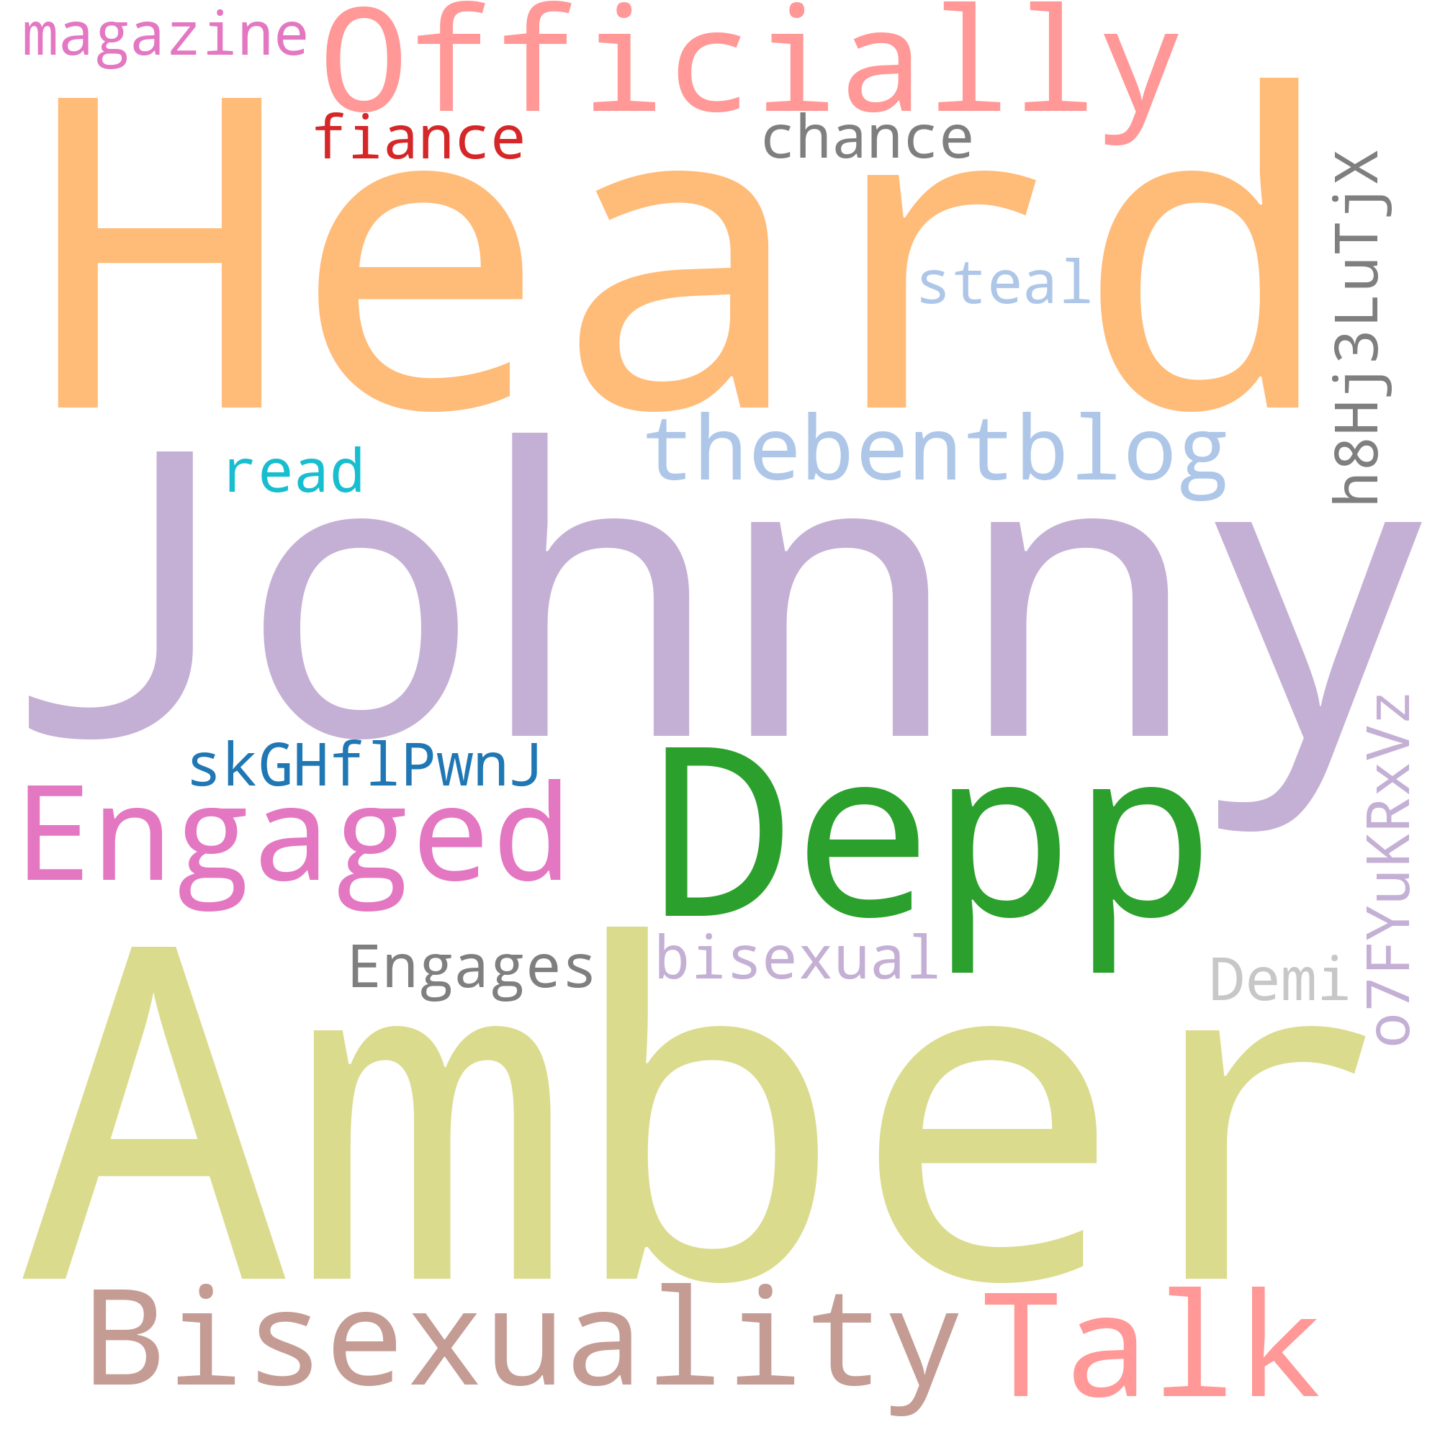 magazine
Officially
fiance
chance
Heard
steal
h8Hj3LuTjX
thebentblog
read
Johnny
skGHflPwnJ
Engaged
Depp
o7FYuKRxVz
Engages
bisexual
Demi
Amber
Bisexuality
Talk